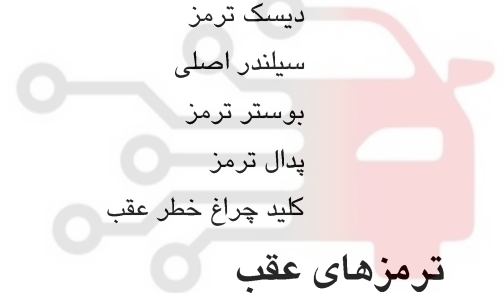 دیسک ترمز
سیلندر اصلی
بوستر ترمز
پدال ترمز
کلید چراغ خطر عقب
ترمزهای عقب